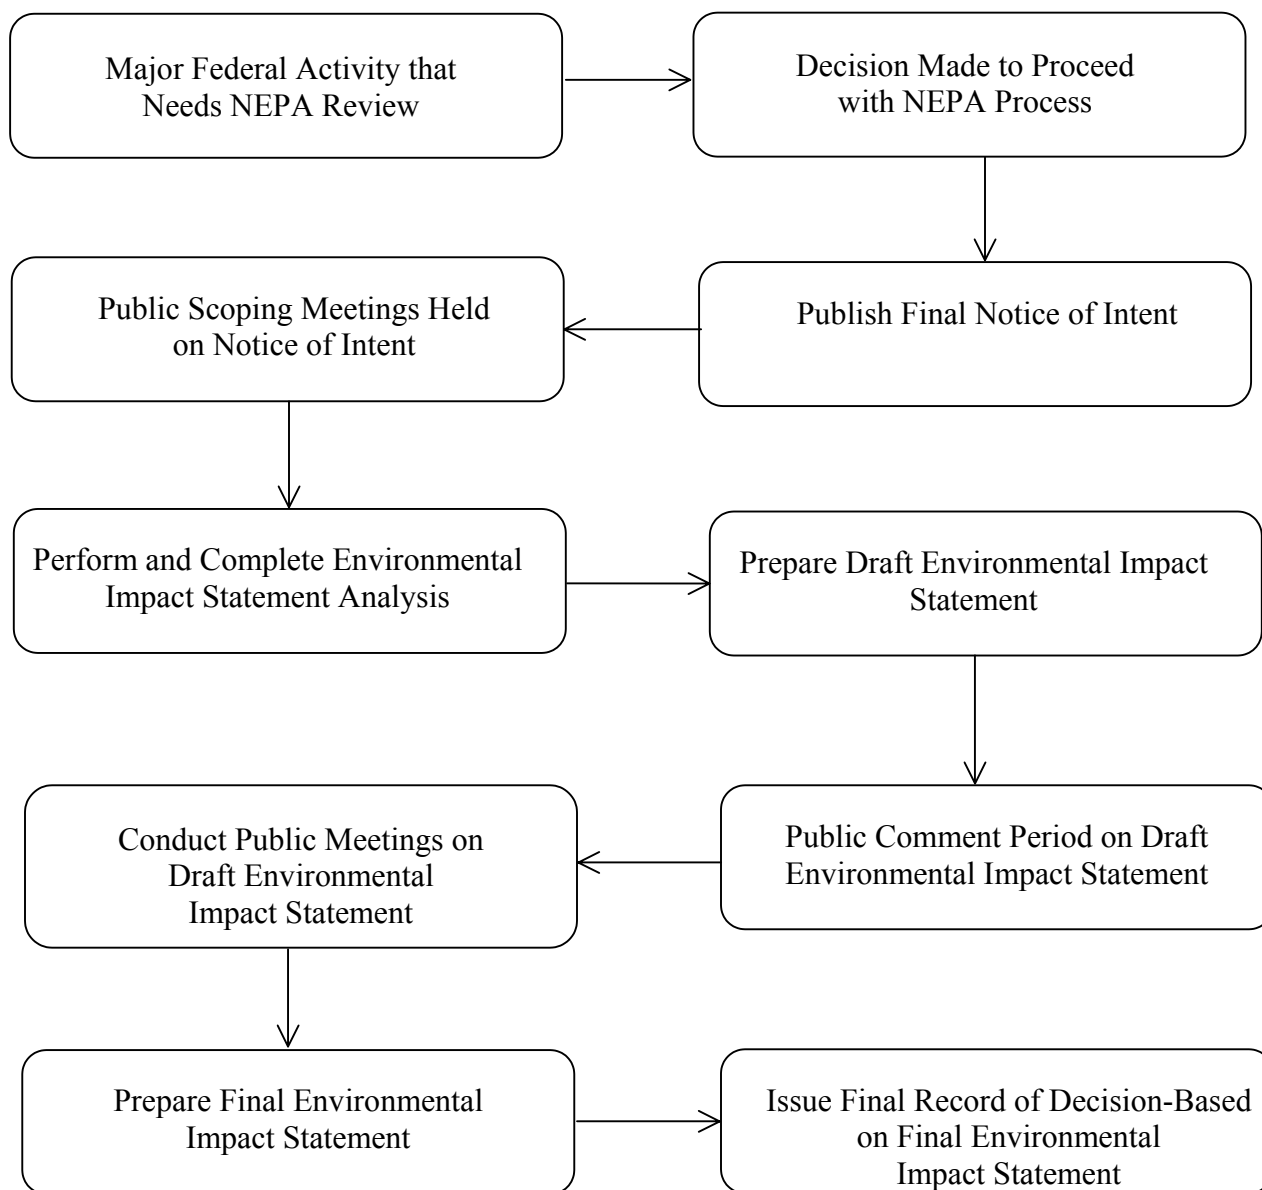 Major Federal Activity that
Needs NEPA Review
Decision Made to Proceed
with NEPA Process
Publish Final Notice of Intent
Public Scoping Meetings Held
on Notice of Intent
Perform and Complete Environmental
Impact Statement Analysis
Prepare Draft Environmental Impact
Statement
Public Comment Period on Draft
Environmental Impact Statement
Conduct Public Meetings on
Draft Environmental
Impact Statement
Prepare Final Environmental
Impact Statement
Issue Final Record of Decision-Based
on Final Environmental
Impact Statement